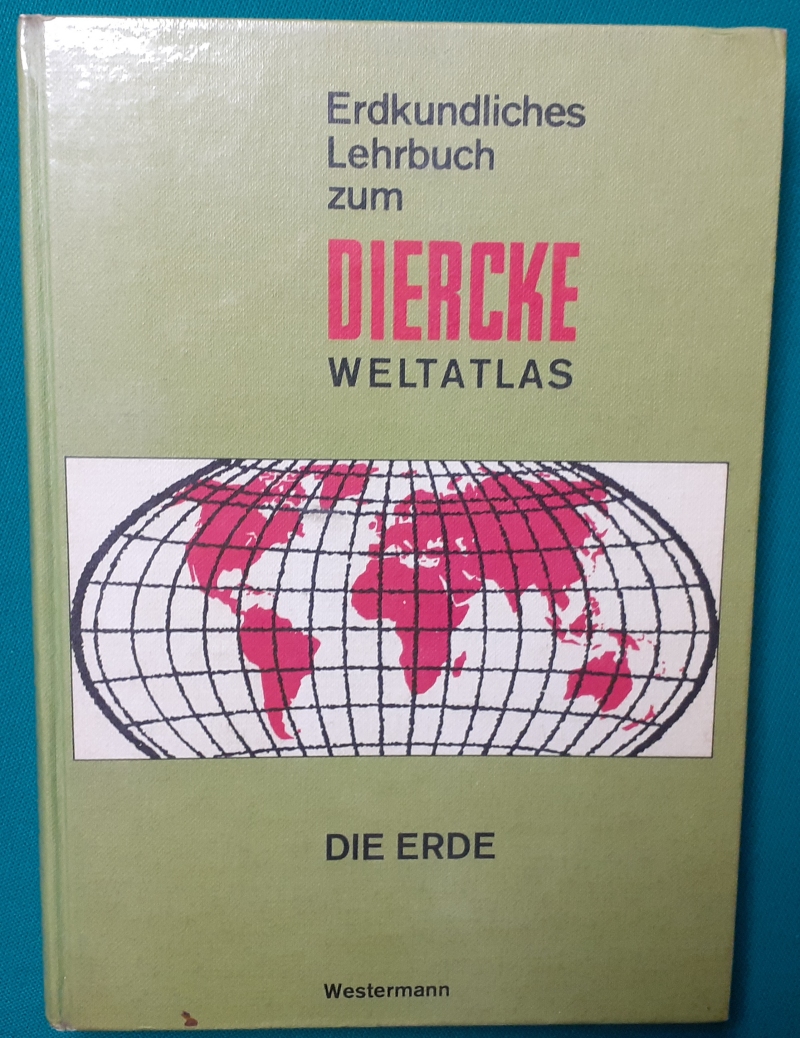 Erdkundliches
Lehrbuch
zum
DIERCKE
WELTATLAS
DIE ERDE
Westermann